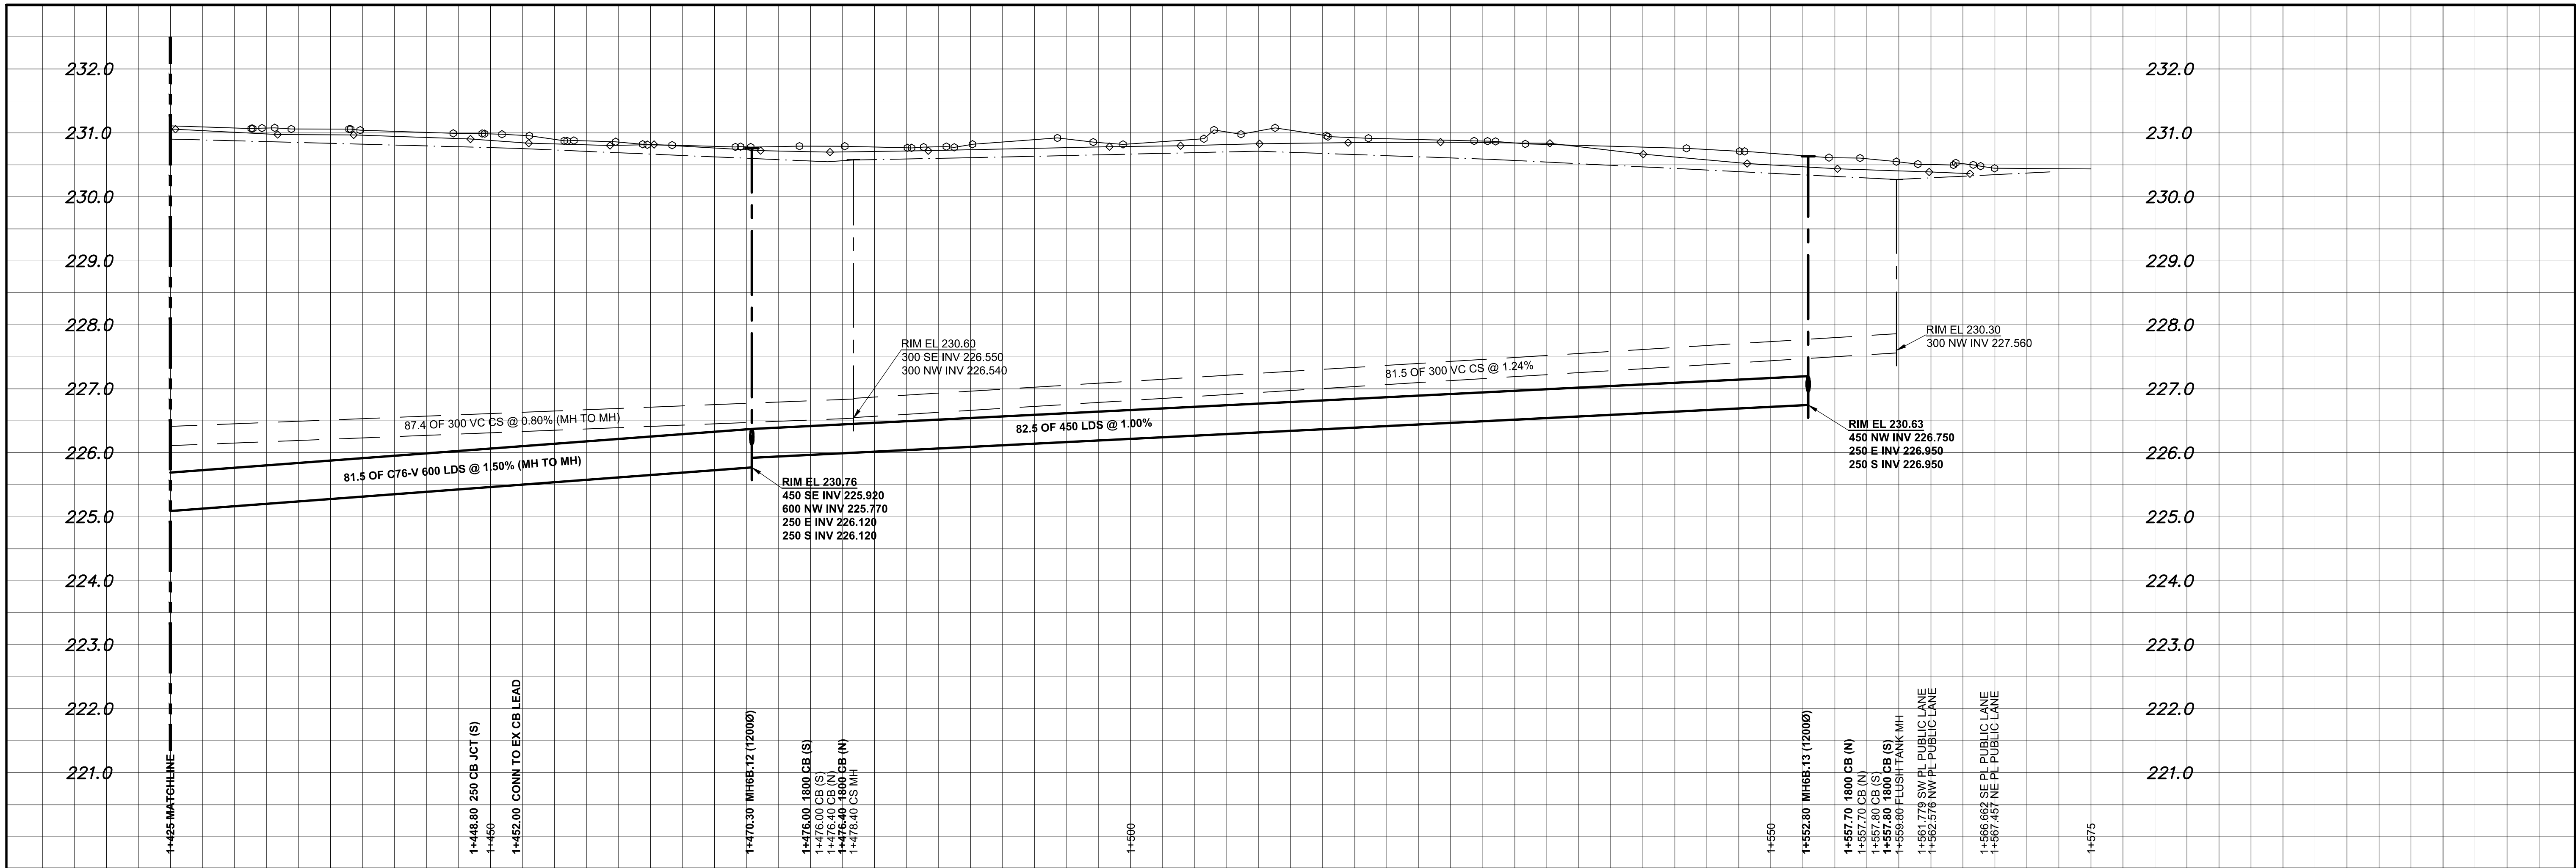 232.0
232.0
231.0
231.0
230.0
230.0
229.0
229.0
228.0
228.0
227.0
227.0
226.0
226.0
225.0
225.0
224.0
224.0
223.0
223.0
222.0
222.0
221.0
221.0
RIM EL 230.60
300 SE INV 226.550
300 NW INV 226.540
RIM EL 230.30
300 NW INV 227.560
81.5 OF 300 VC CS @ 1.24%
87.4 OF 300 VC CS @ 0.80% (MH TO MH)
82.5 OF 450 LDS @ 1.00%
81.5 OF C76-V 600 LDS @ 1.50% (MH TO MH)
RIM EL 230.63
450 NW INV 226.750
250 E INV 226.950
250 S INV 226.950
RIM EL 230.76
450 SE INV 225.920
600 NW INV 225.770
250 E INV 226.120
250 S INV 226.120
1+425 MATCHLINE
1+448.80 250 CB JCT (S)
1+450
1+452.00 CONN TO EX CB LEAD
1+470.30 MH6B.12 (1200Ø)
1+476.00 1800 CB (S)
1+476.00 CB (S)
1+476.40 CB (N)
1+476.40 1800 CB (N)
1+478.40 CS MH
1+500
1+550
1+552.80 MH6B.13 (1200Ø)
1+557.70 1800 CB (N)
1+557.70 CB (N)
1+557.80 CB (S)
1+557.80 1800 CB (S)
1+559.80 FLUSH TANK MH
1+561.779 SW PL PUBLIC LANE
1+562.576 NW PL PUBLIC LANE
1+566.662 SE PL PUBLIC LANE
1+567.457 NE PL PUBLIC LANE
1+575